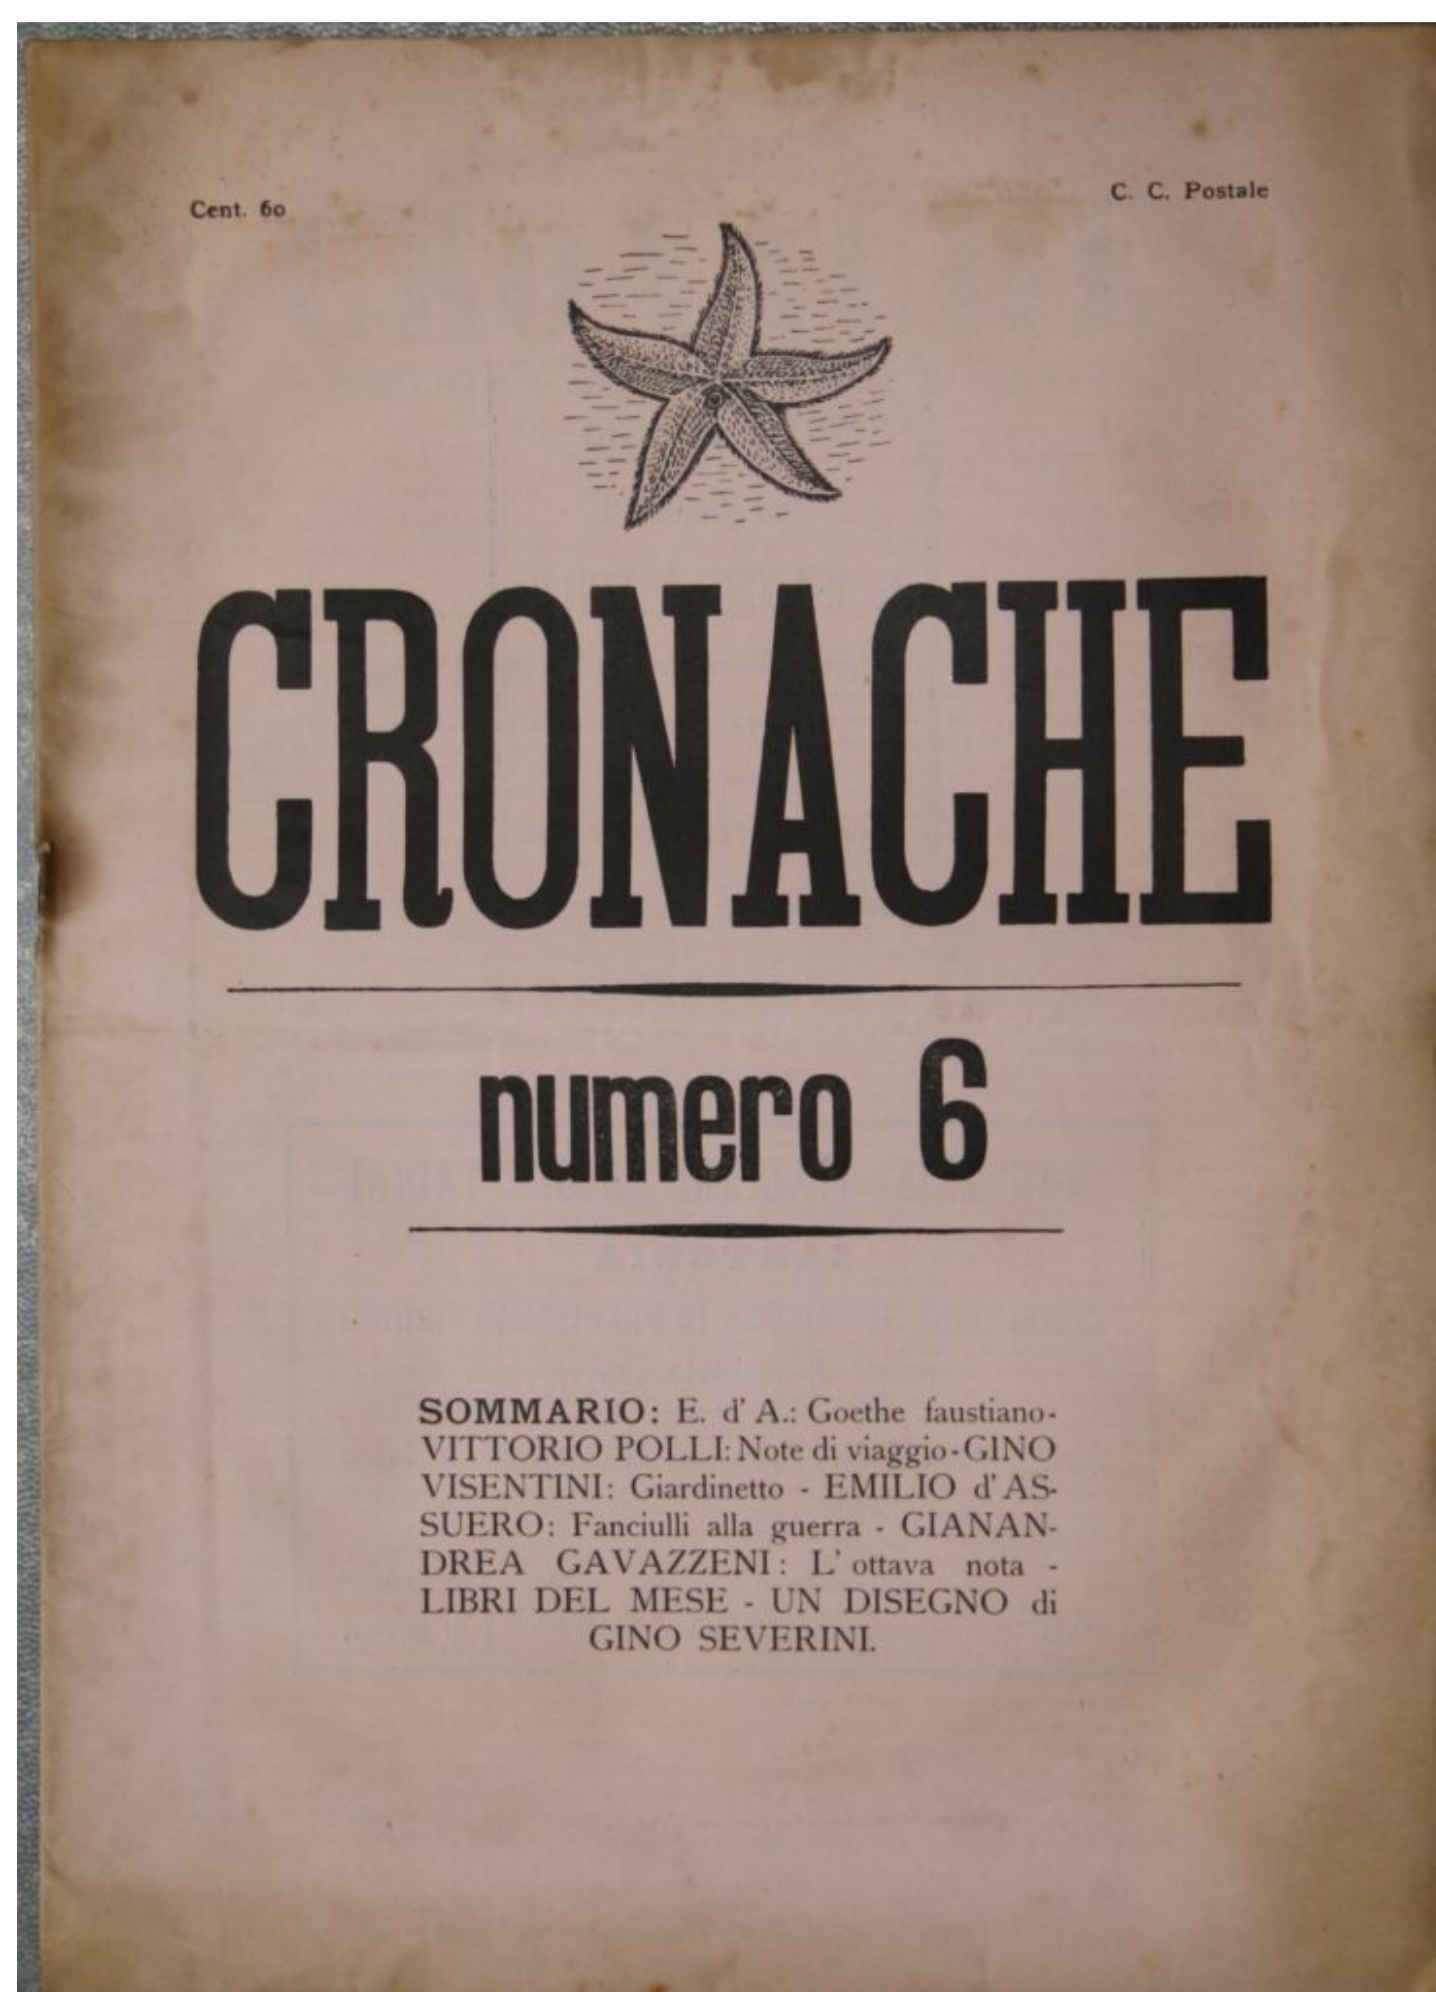 Cent. 60
C. C. Postale
CRONACHE
numero 6
SOMMARIO: E. d' A.: Goethe faustiano-
VITTORIO POLLI: Note di viaggio-GINO
VISENTINI: Giardinetto - EMILIO d' AS-
SUERO: Fanciulli alla guerra - GIANAN-
DREA GAVAZZENI: L' ottava nota -
LIBRI DEL MESE - UN DISEGNO di
GINO SEVERINI.